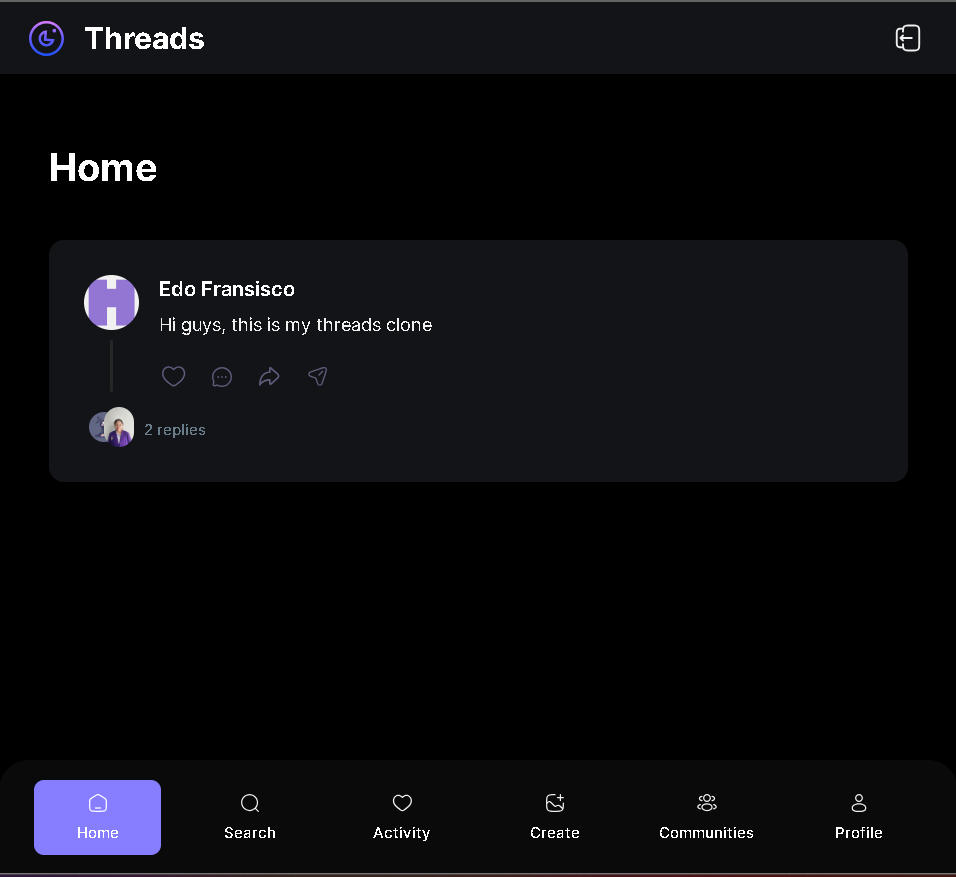 Threads
Home
Edo Fransisco
Hi guys, this is my threads clone
2 replies
Home
Search
Activity
Create
Communities
Profile